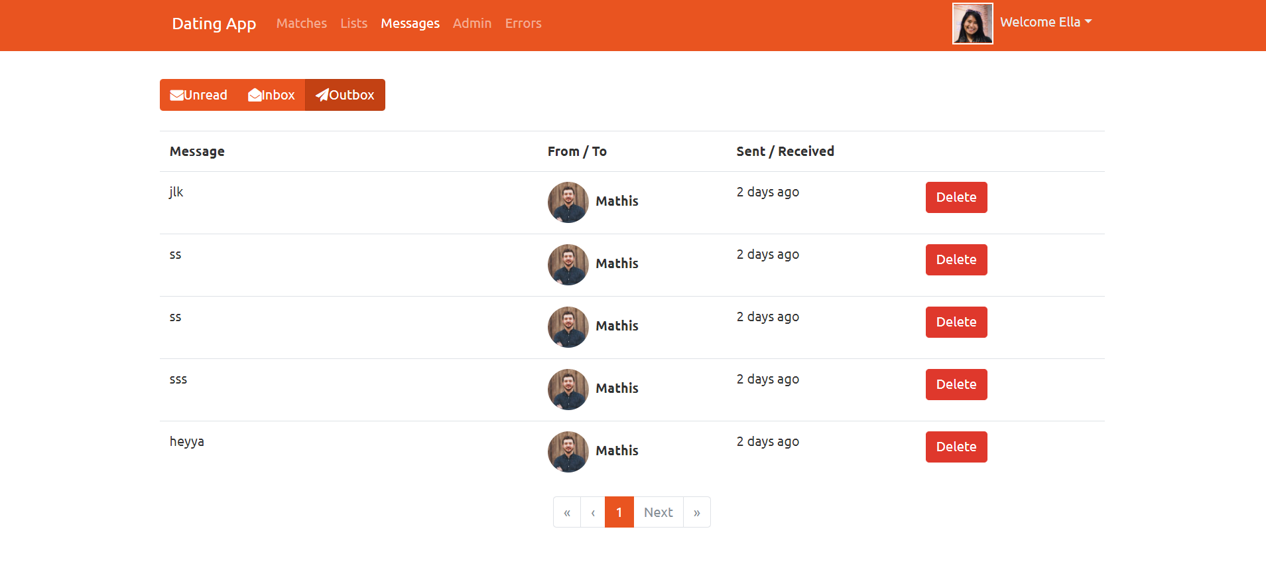 Dating App Matches Lists Messages Admin Errors Welcome Ella
Unread Inbox Outbox
Message From / To Sent / Received
jlk Mathis 2 days ago Delete
ss Mathis 2 days ago Delete
ss Mathis 2 days ago Delete
sss Mathis 2 days ago Delete
heyya Mathis 2 days ago Delete
« ‹ 1 Next »